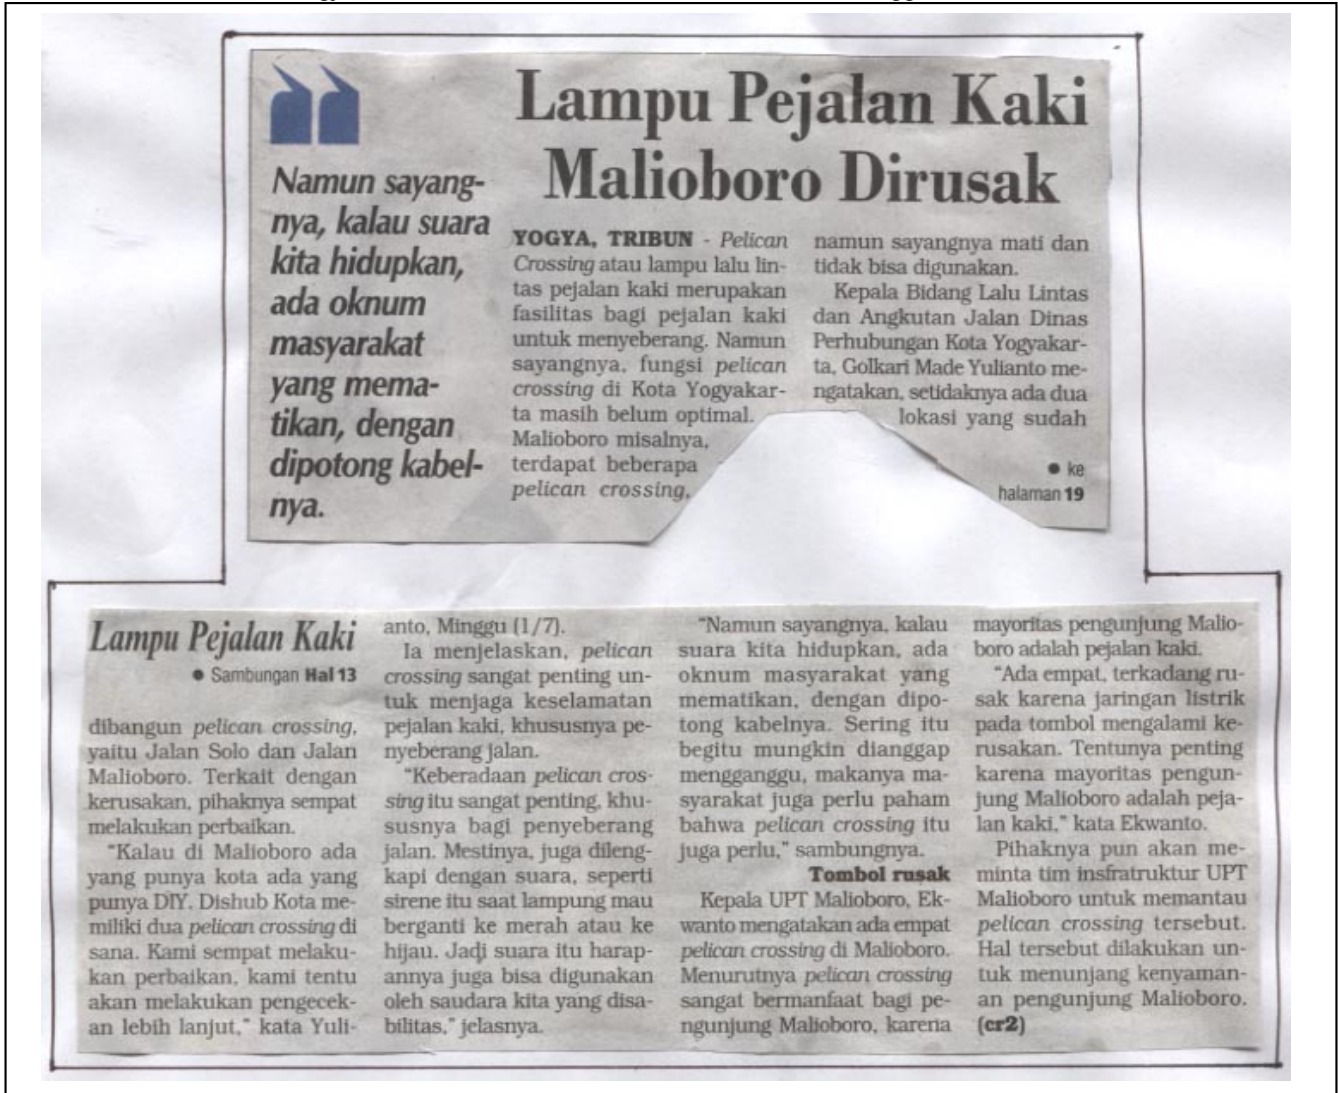 Lampu Pejalan Kaki
Malioboro Dirusak
Namun sayang-
nya, kalau suara
kita hidupkan,
ada oknum
masyarakat
yang mema-
tikan, dengan
dipotong kabel-
nya.
YOGYA, TRIBUN - Pelican
Crossing atau lampu lalu lin-
tas pejalan kaki merupakan
fasilitas bagi pejalan kaki
untuk menyeberang. Namun
sayangnya, fungsi pelican
crossing di Kota Yogyakar-
ta masih belum optimal.
Malioboro misalnya,
terdapat beberapa
pelican crossing,
namun sayangnya mati dan
tidak bisa digunakan.
Kepala Bidang Lalu Lintas
dan Angkutan Jalan Dinas
Perhubungan Kota Yogyakar-
ta, Golkari Made Yulianto me-
ngatakan, setidaknya ada dua
lokasi yang sudah
● ke
halaman 19
Lampu Pejalan Kaki
● Sambungan Hal 13
dibangun pelican crossing,
yaitu Jalan Solo dan Jalan
Malioboro. Terkait dengan
kerusakan, pihaknya sempat
melakukan perbaikan.
"Kalau di Malioboro ada
yang punya kota ada yang
punya DIY. Dishub Kota me-
miliki dua pelican crossing di
sana. Kami sempat melaku-
kan perbaikan, kami tentu
akan melakukan pengecek-
an lebih lanjut," kata Yuli-
anto, Minggu (1/7).
Ia menjelaskan, pelican
crossing sangat penting un-
tuk menjaga keselamatan
pejalan kaki, khususnya pe-
nyeberang jalan.
"Keberadaan pelican cros-
sing itu sangat penting, khu-
susnya bagi penyeberang
jalan. Mestinya, juga dileng-
kapi dengan suara, seperti
sirene itu saat lampung mau
berganti ke merah atau ke
hijau. Jadi suara itu harap-
annya juga bisa digunakan
oleh saudara kita yang disa-
bilitas," jelasnya.
"Namun sayangnya, kalau
suara kita hidupkan, ada
oknum masyarakat yang
mematikan, dengan dipo-
tong kabelnya. Sering itu
begitu mungkin dianggap
mengganggu, makanya ma-
syarakat juga perlu paham
bahwa pelican crossing itu
juga perlu," sambungnya.
Tombol rusak
Kepala UPT Malioboro, Ek-
wanto mengatakan ada empat
pelican crossing di Malioboro.
Menurutnya pelican crossing
sangat bermanfaat bagi pe-
ngunjung Malioboro, karena
mayoritas pengunjung Malio-
boro adalah pejalan kaki.
"Ada empat, terkadang ru-
sak karena jaringan listrik
pada tombol mengalami ke-
rusakan. Tentunya penting
karena mayoritas pengun-
jung Malioboro adalah peja-
lan kaki," kata Ekwanto.
Pihaknya pun akan me-
minta tim insfratruktur UPT
Malioboro untuk memantau
pelican crossing tersebut.
Hal tersebut dilakukan un-
tuk menunjang kenyaman-
an pengunjung Malioboro.
(cr2)